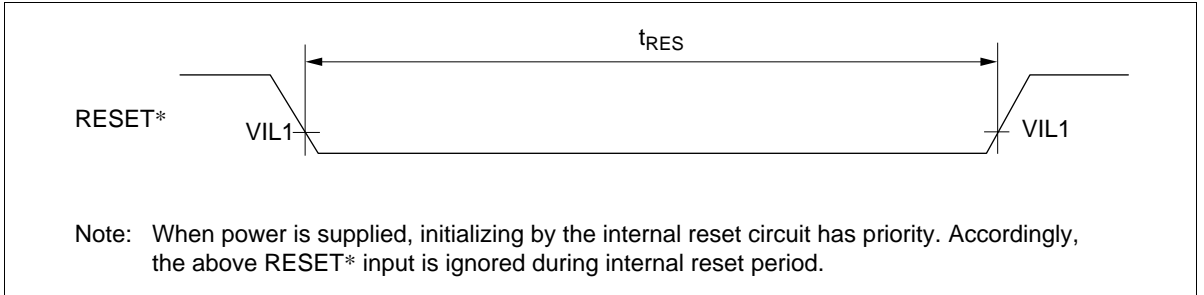 tRES
RESET*
VIL1
VIL1
Note: When power is supplied, initializing by the internal reset circuit has priority. Accordingly,
the above RESET* input is ignored during internal reset period.